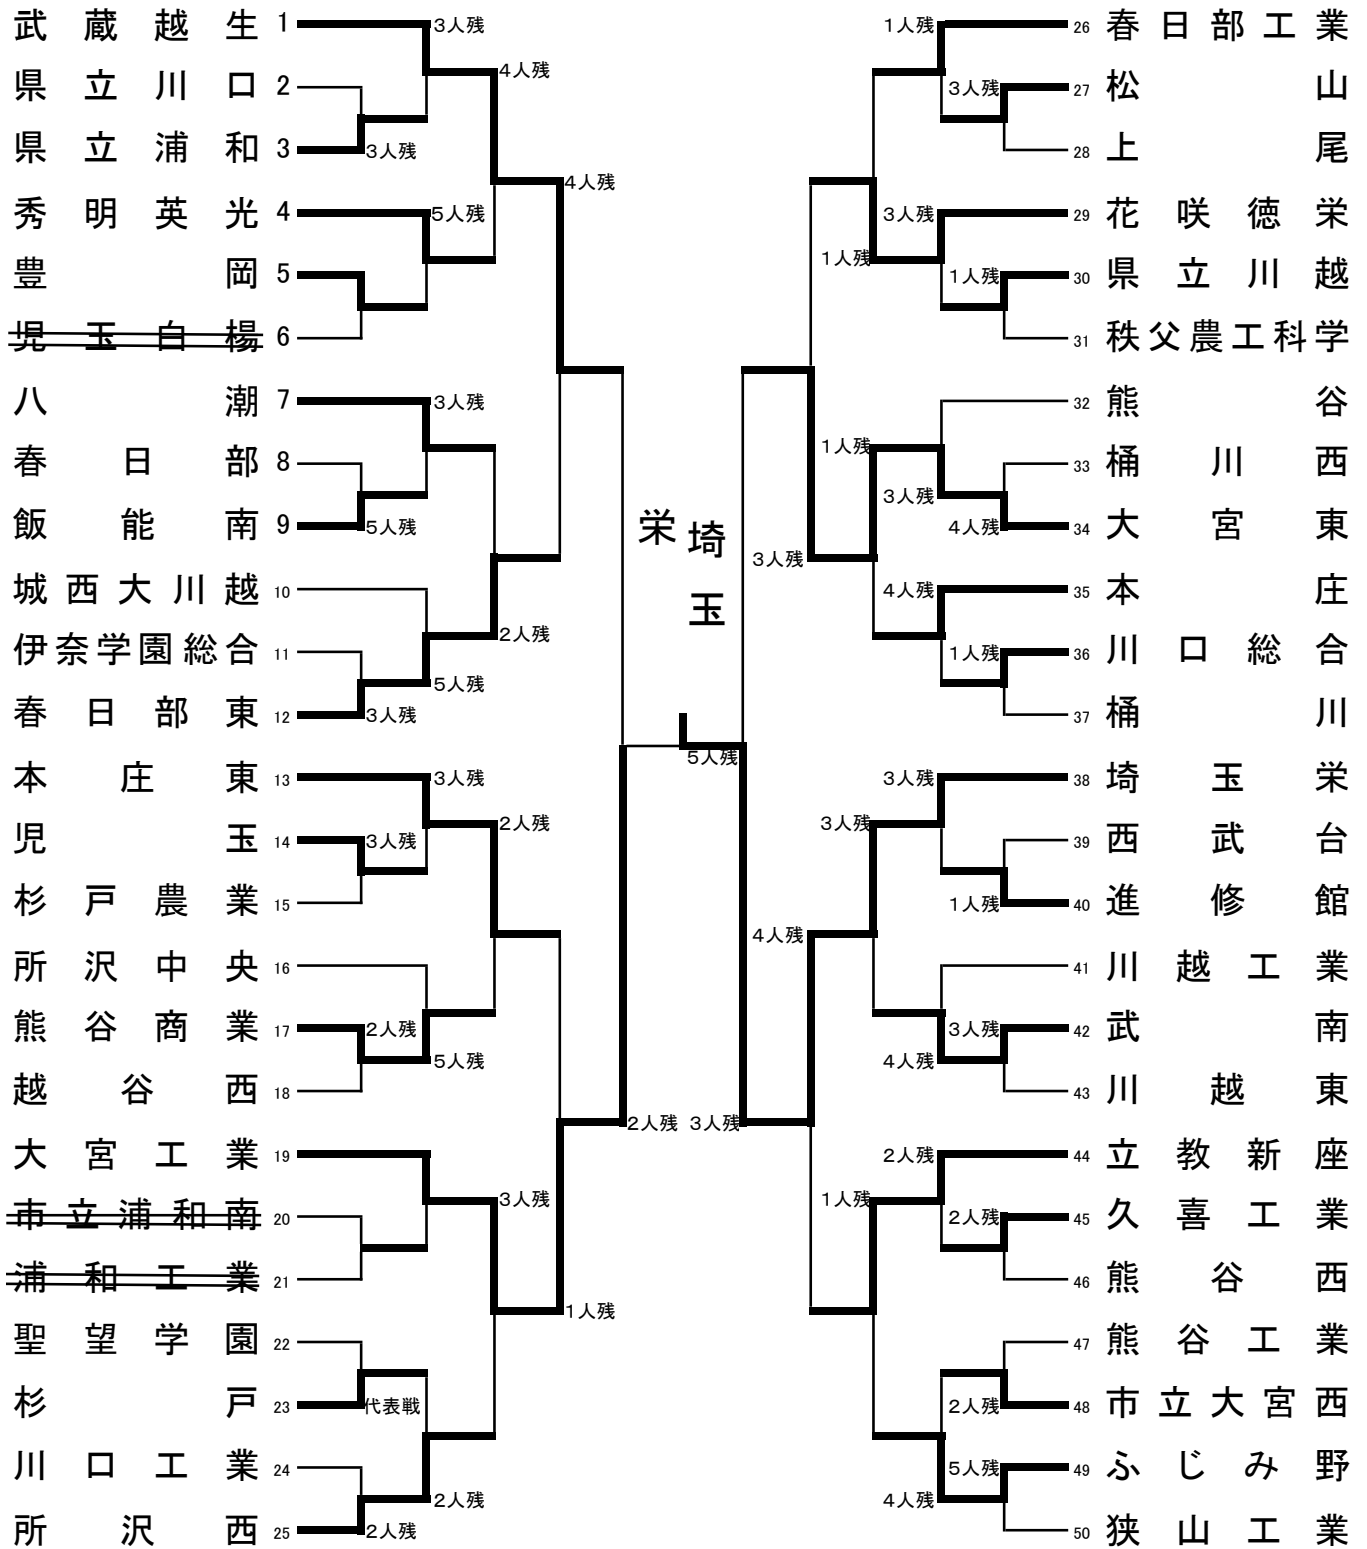 武蔵越生 1
県立川口 2
県立浦和 3
秀明英光 4
豊岡 5
児玉白楊 6
八潮 7
春日部 8
飯能南 9
城西大川越 10
伊奈学園総合 11
春日部東 12
本庄東 13
児玉 14
杉戸農業 15
所沢中央 16
熊谷商業 17
越谷西 18
大宮工業 19
市立浦和南 20
浦和工業 21
聖望学園 22
杉戸 23
川口工業 24
所沢西 25
3人残
3人残
5人残
3人残
5人残
5人残
3人残
3人残
3人残
2人残
5人残
代表戦
2人残
2人残
4人残
2人残
2人残
3人残
4人残
1人残
2人残
埼玉
栄
5人残
3人残
3人残
4人残
1人残
1人残
3人残
1人残
1人残
3人残
3人残
1人残
3人残
4人残
4人残
1人残
3人残
1人残
3人残
4人残
2人残
2人残
2人残
5人残
4人残
26 春日部工業
27 松山
28 上尾
29 花咲徳栄
30 県立川越
31 秩父農工科学
32 熊谷
33 桶川西
34 大宮東
35 本庄
36 川口総合
37 桶川
38 埼玉栄
39 西武台
40 進修館
41 川越工業
42 武南
43 川越東
44 立教新座
45 久喜工業
46 熊谷西
47 熊谷工業
48 市立大宮西
49 ふじみ野
50 狭山工業